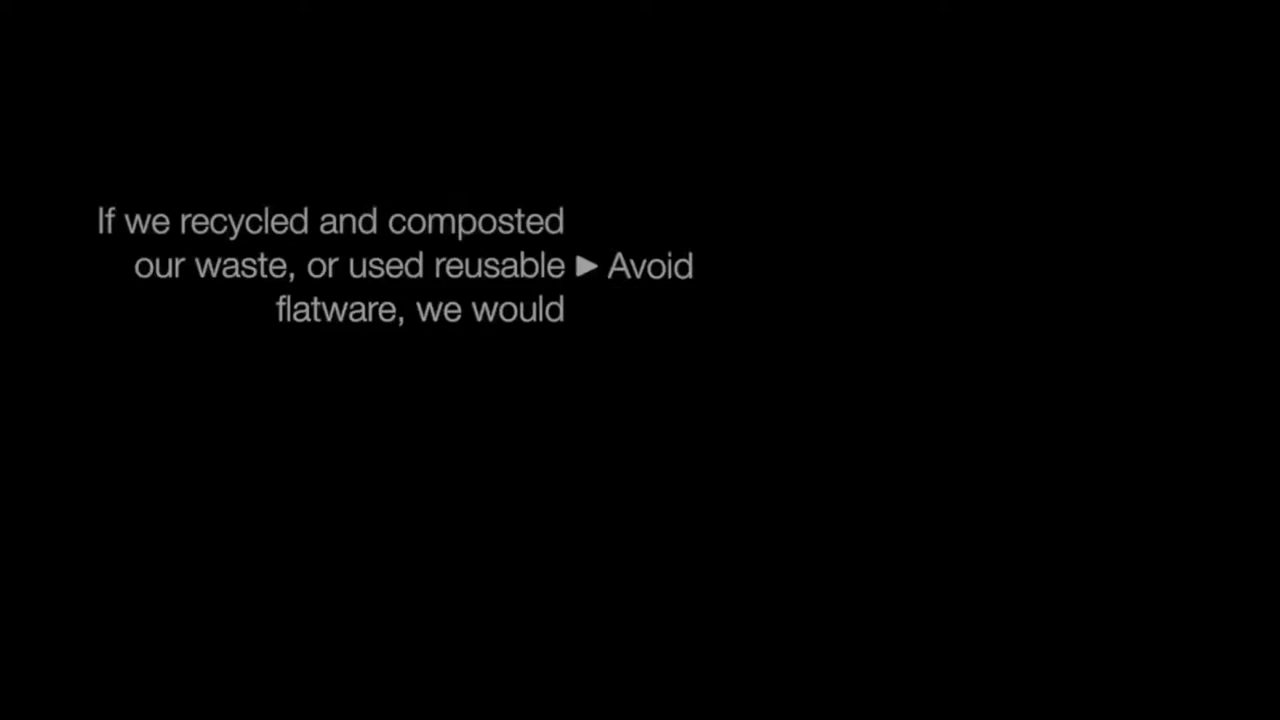 If we recycled and composted
our waste, or used reusable ▶ Avoid
flatware, we would